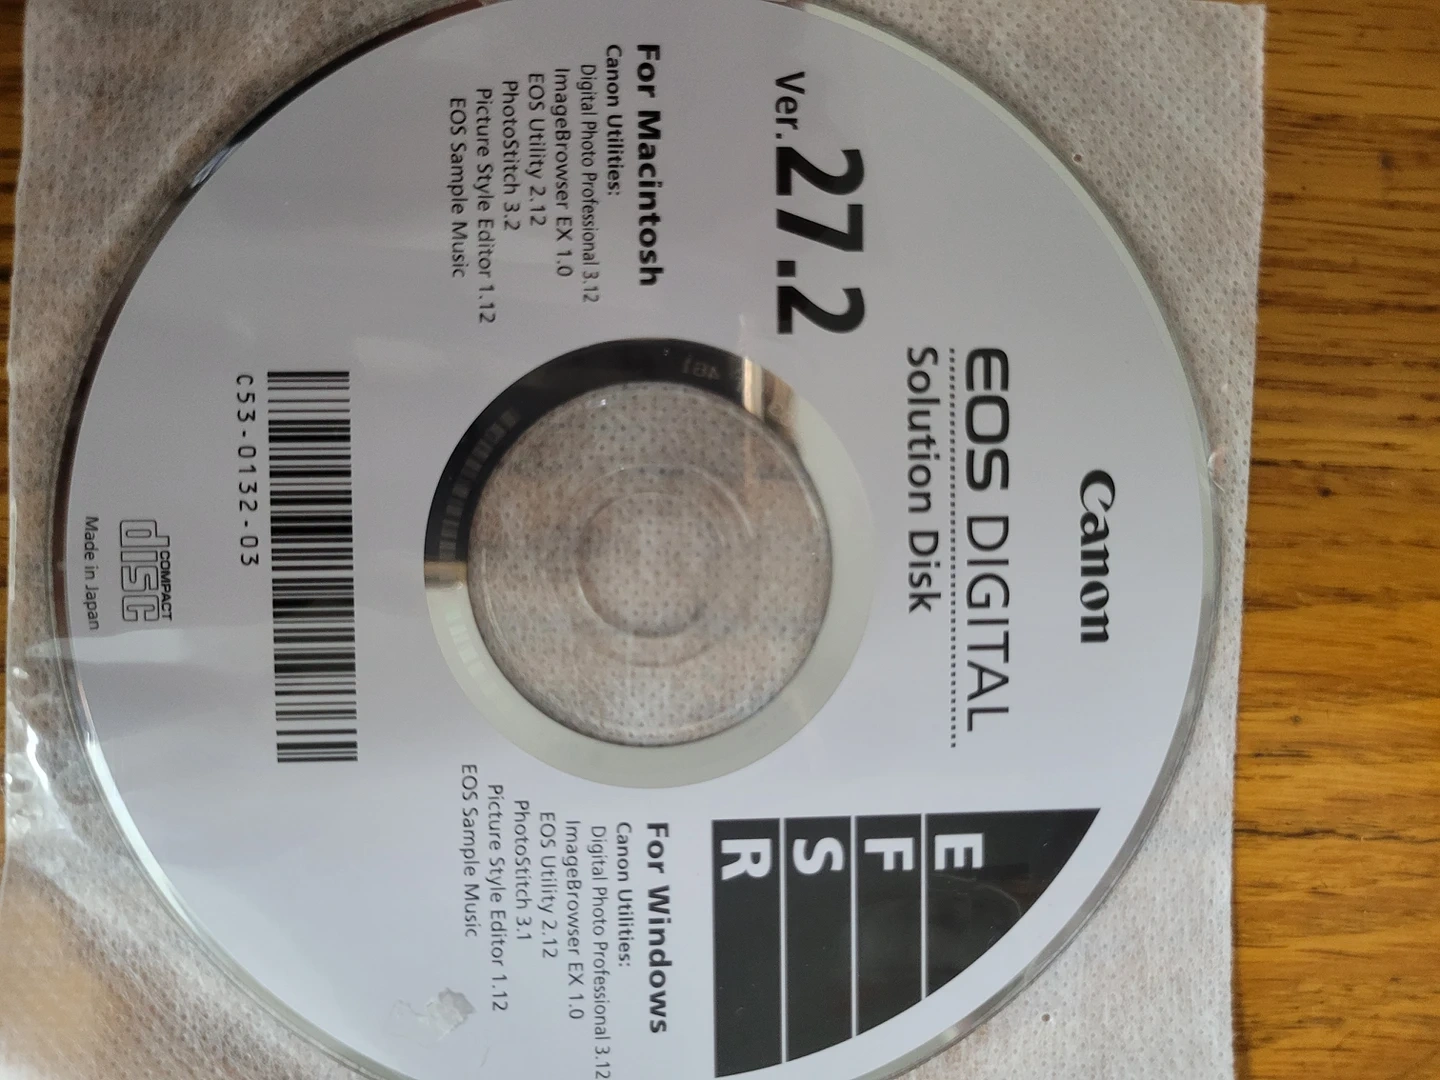 Canon
EOS DIGITAL
Solution Disk
Ver.27.2
E
F
S
R
For Macintosh
Canon Utilities:
Digital Photo Professional 3.12
ImageBrowser EX 1.0
EOS Utility 2.12
PhotoStitch 3.2
Picture Style Editor 1.12
EOS Sample Music
For Windows
Canon Utilities:
Digital Photo Professional 3.12
ImageBrowser EX 1.0
EOS Utility 2.12
PhotoStitch 3.1
Picture Style Editor 1.12
EOS Sample Music
C53-0132-03
COMPACT
disc
Made in Japan